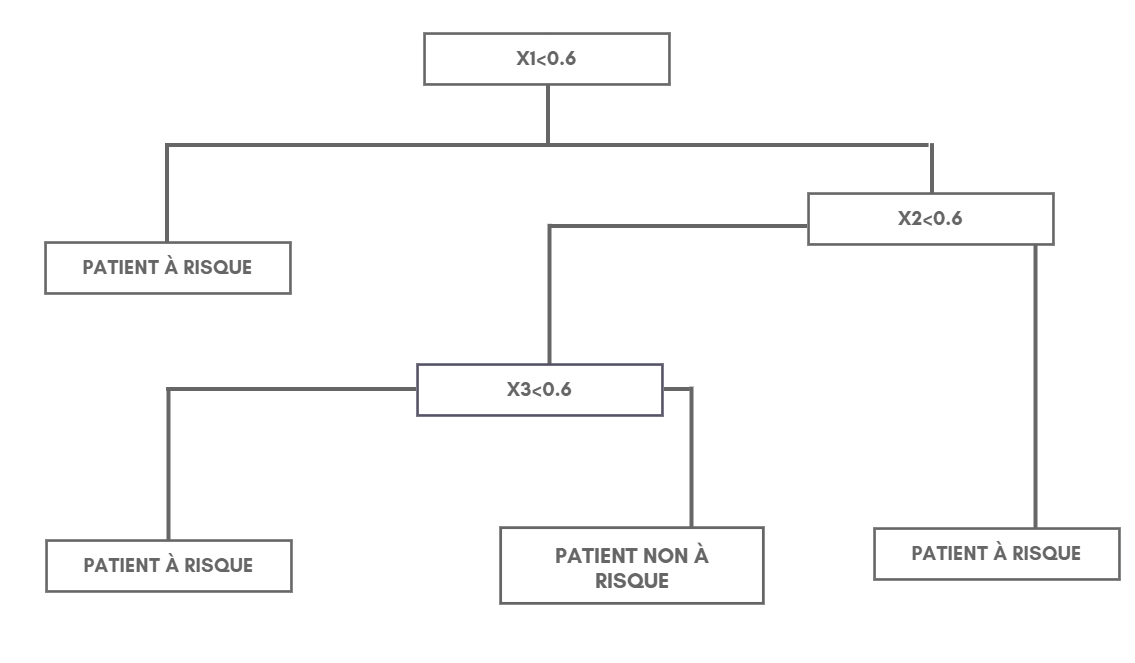 X1<0.6
X2<0.6
PATIENT À RISQUE
X3<0.6
PATIENT À RISQUE
PATIENT NON À
RISQUE
PATIENT À RISQUE